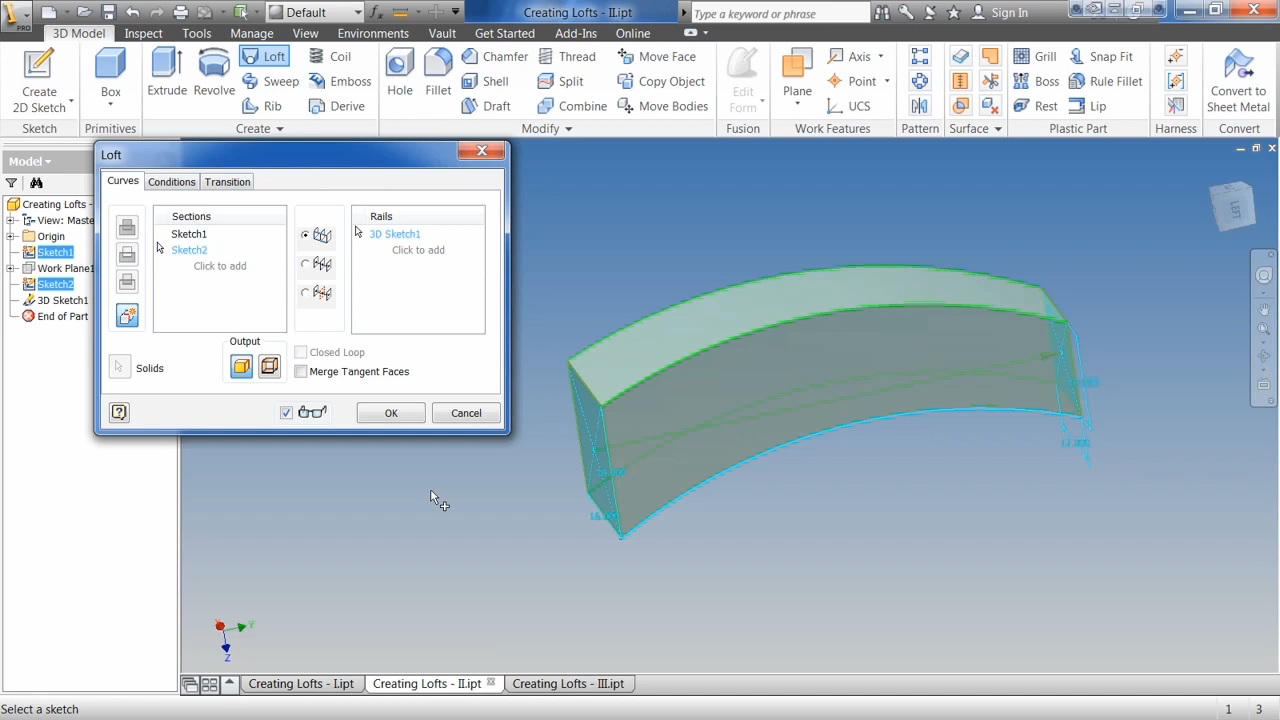 PRO
Default
Creating Lofts - II.ipt
Type a keyword or phrase
Sign In
3D Model Inspect Tools Manage View Environments Vault Get Started Add-Ins Online
Create
2D Sketch
Box
Extrude
Revolve
Loft
Sweep
Rib
Coil
Emboss
Derive
Hole
Fillet
Chamfer
Shell
Draft
Thread
Split
Combine
Move Face
Copy Object
Move Bodies
Edit
Form
Plane
Axis
Point
UCS
Grill
Boss
Rest
Snap Fit
Rule Fillet
Lip
Convert to
Sheet Metal
Sketch Primitives Create Modify Fusion Work Features Pattern Surface Plastic Part Harness Convert
Model
Creating Lofts -
View: Maste
Origin
Sketch1
Work Plane1
Sketch2
3D Sketch1
End of Part
Loft
Curves Conditions Transition
Sections
Sketch1
Sketch2
Click to add
Rails
3D Sketch1
Click to add
Output
Solids
Closed Loop
Merge Tangent Faces
OK Cancel
LEFT
Y
Z
Creating Lofts - I.ipt Creating Lofts - II.ipt Creating Lofts - III.ipt
Select a sketch 1 3